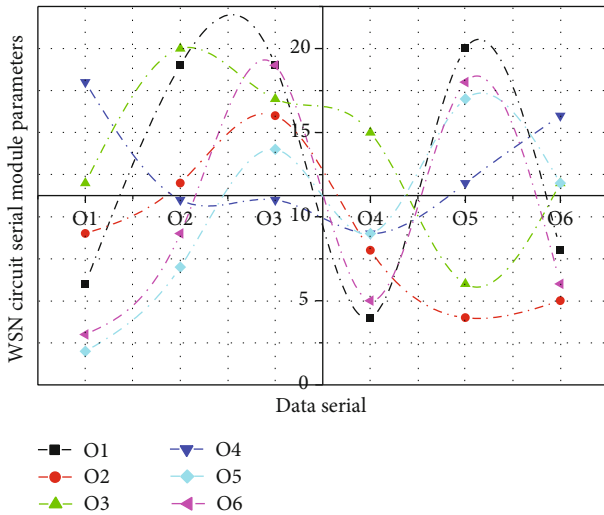 WSN circuit serial module parameters
20
15
10
5
0
O1 O2 O3 O4 O5 O6
Data serial
O1 O4
O2 O5
O3 O6